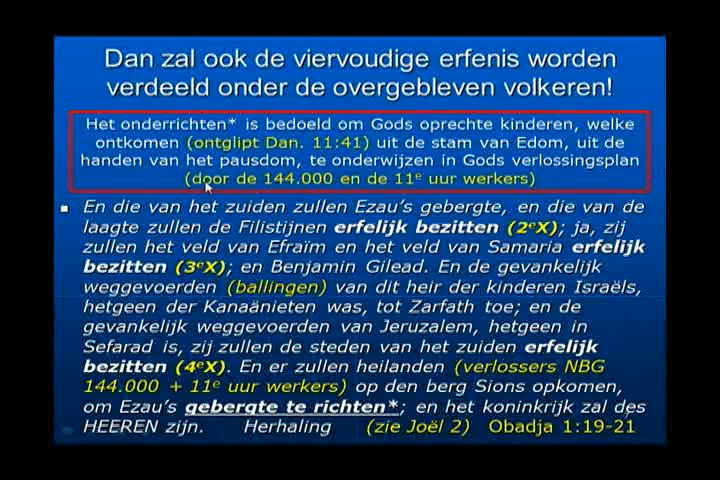 Dan zal ook de viervoudige erfenis worden
verdeeld onder de overgebleven volkeren!
Het onderrichten* is bedoeld om Gods oprechte kinderen, welke
ontkomen (ontglipt Dan. 11:41) uit de stam van Edom, uit de
handen van het pausdom, te onderwijzen in Gods verlossingsplan
(door de 144.000 en de 11e uur werkers)
En die van het zuiden zullen Ezau's gebergte, en die van de
laagte zullen de Filistijnen erfelijk bezitten (2eX); ja, zij
zullen het veld van Efraïm en het veld van Samaria erfelijk
bezitten (3eX); en Benjamin Gilead. En de gevankelijk
weggevoerden (ballingen) van dit heir der kinderen Israëls,
hetgeen der Kanaänieten was, tot Zarfath toe; en de
gevankelijk weggevoerden van Jeruzalem, hetgeen in
Sefarad is, zij zullen de steden van het zuiden erfelijk
bezitten (4eX). En er zullen heilanden (verlossers NBG
144.000 + 11e uur werkers) op den berg Sions opkomen,
om Ezau's gebergte te richten*; en het koninkrijk zal des
HEEREN zijn. Herhaling (zie Joël 2) Obadja 1:19-21